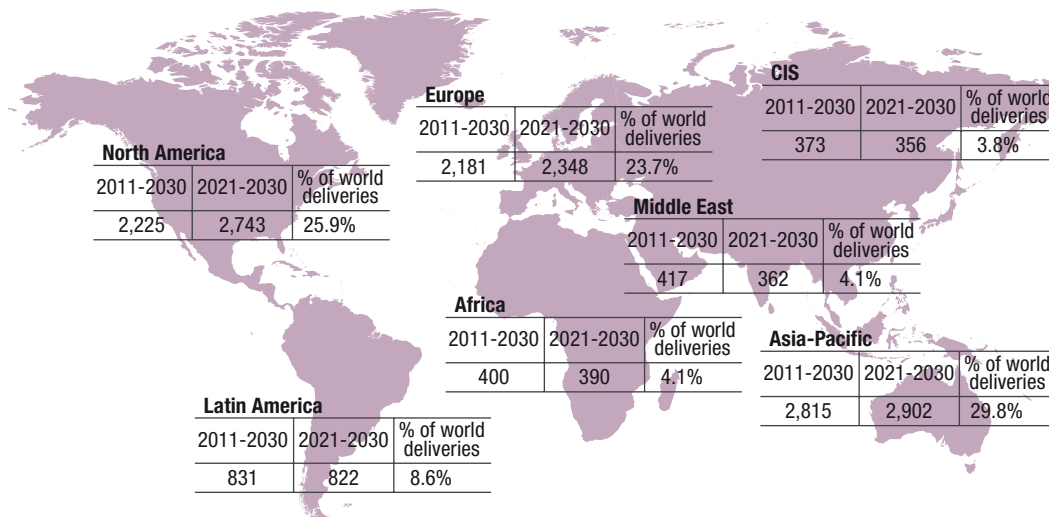 North America
2011-2030 2021-2030 % of world deliveries
2,225 2,743 25.9%
Europe
2011-2030 2021-2030 % of world deliveries
2,181 2,348 23.7%
CIS
2011-2030 2021-2030 % of world deliveries
373 356 3.8%
Middle East
2011-2030 2021-2030 % of world deliveries
417 362 4.1%
Africa
2011-2030 2021-2030 % of world deliveries
400 390 4.1%
Asia-Pacific
2011-2030 2021-2030 % of world deliveries
2,815 2,902 29.8%
Latin America
2011-2030 2021-2030 % of world deliveries
831 822 8.6%